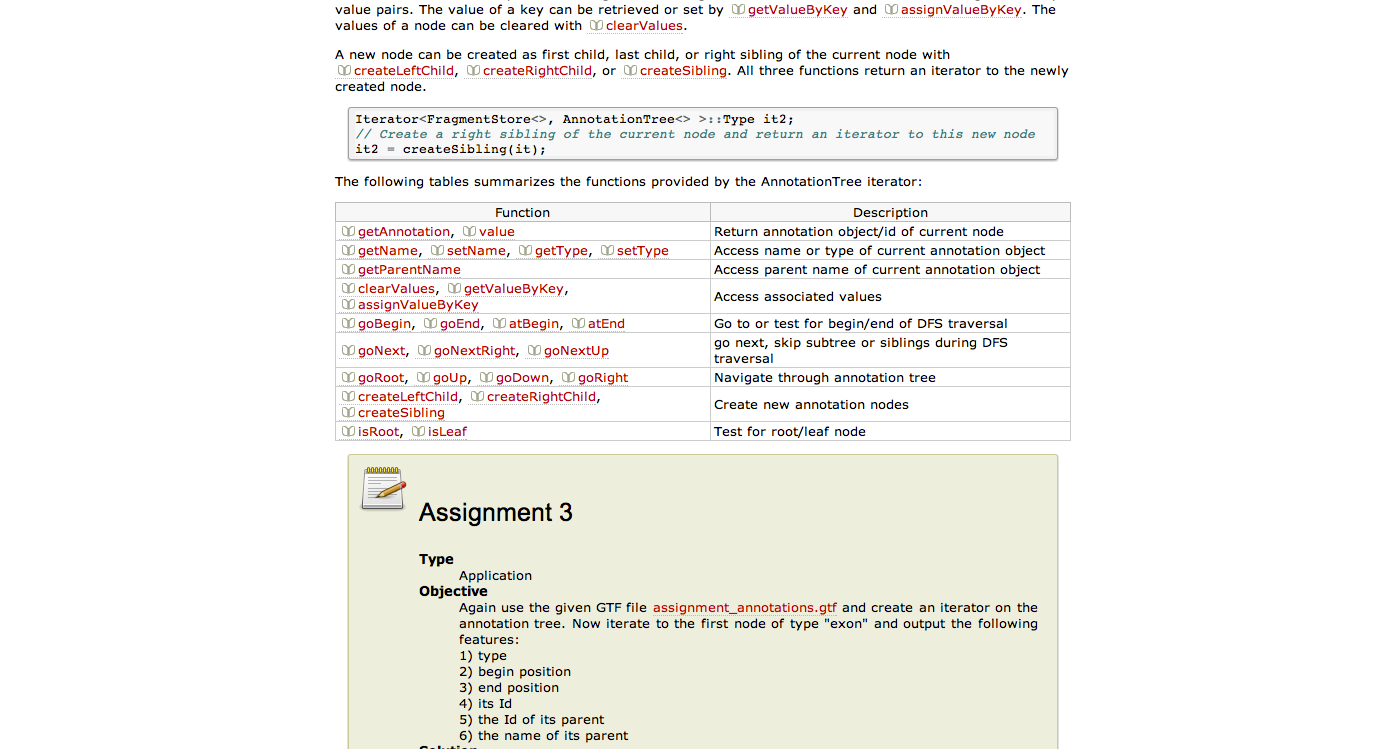 value pairs. The value of a key can be retrieved or set by getValueByKey and assignValueByKey. The
values of a node can be cleared with clearValues.
A new node can be created as first child, last child, or right sibling of the current node with
createLeftChild, createRightChild, or createSibling. All three functions return an iterator to the newly
created node.
Iterator<FragmentStore<>, AnnotationTree<> >::Type it2;
// Create a right sibling of the current node and return an iterator to this new node
it2 = createSibling(it);
The following tables summarizes the functions provided by the AnnotationTree iterator:
Function Description
getAnnotation, value Return annotation object/id of current node
getName, setName, getType, setType Access name or type of current annotation object
getParentName Access parent name of current annotation object
clearValues, getValueByKey,
assignValueByKey Access associated values
goBegin, goEnd, atBegin, atEnd Go to or test for begin/end of DFS traversal
goNext, goNextRight, goNextUp go next, skip subtree or siblings during DFS
traversal
goRoot, goUp, goDown, goRight Navigate through annotation tree
createLeftChild, createRightChild,
createSibling Create new annotation nodes
isRoot, isLeaf Test for root/leaf node
Assignment 3
Type
Application
Objective
Again use the given GTF file assignment_annotations.gtf and create an iterator on the
annotation tree. Now iterate to the first node of type "exon" and output the following
features:
1) type
2) begin position
3) end position
4) its Id
5) the Id of its parent
6) the name of its parent